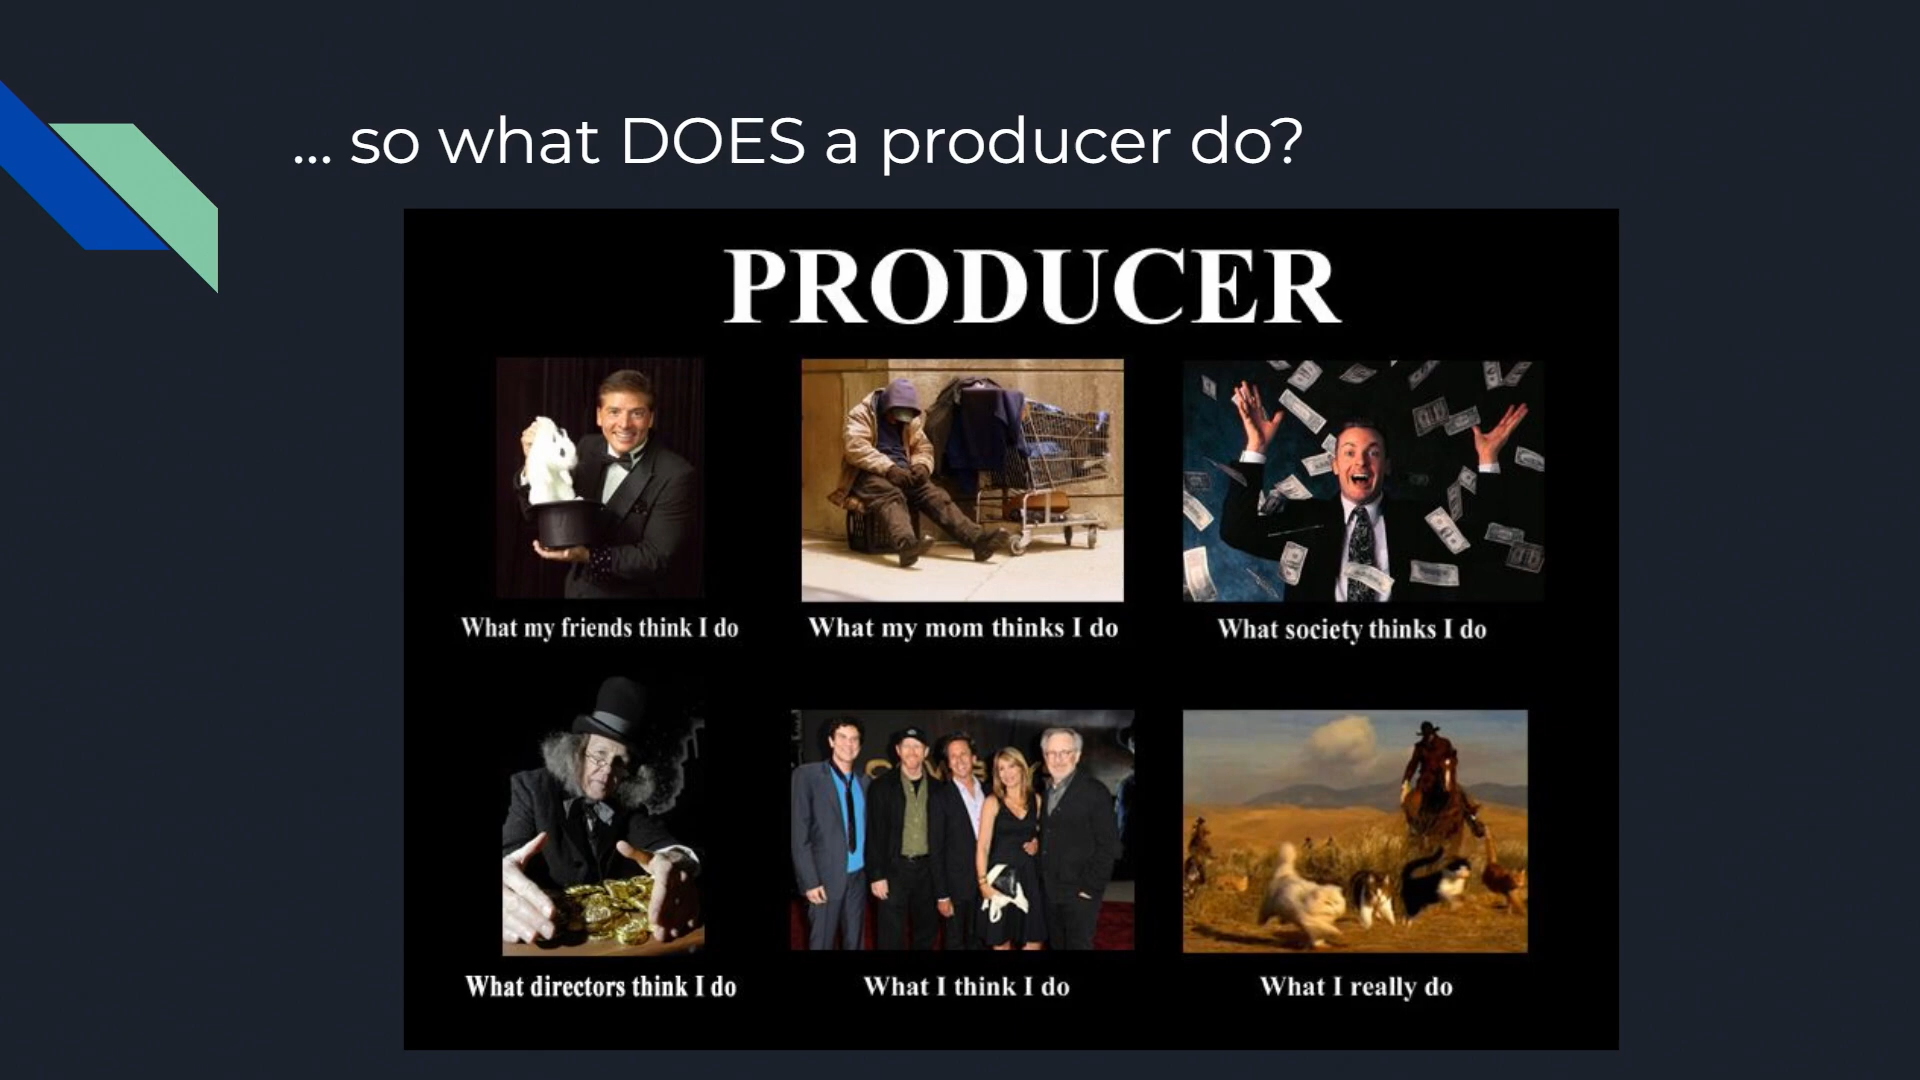 ... so what DOES a producer do?
PRODUCER
What my friends think I do
What my mom thinks I do
What society thinks I do
What directors think I do
What I think I do
What I really do